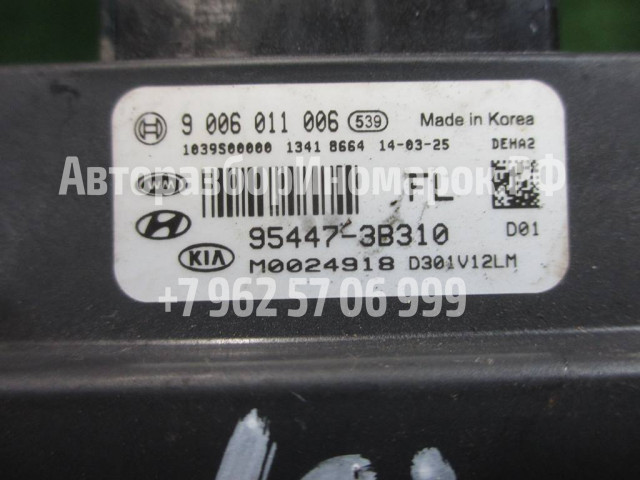 9 006 011 006 539 Made in Korea
1039S00000 1341 8664 14-03-25 DEHA2
АвторазборИномарок.РФ
FL
95447-3B310 D01
KIA M0024918 D301V12LM
+7 962 57 06 999